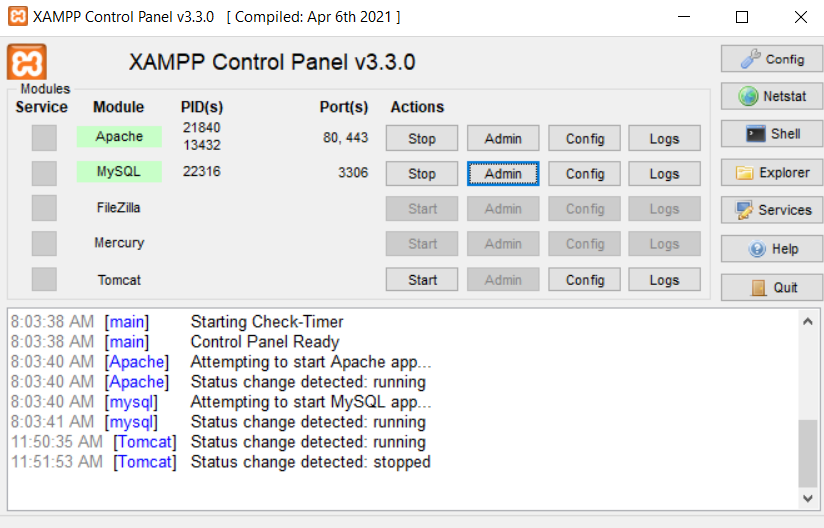 XAMPP Control Panel v3.3.0 [ Compiled: Apr 6th 2021 ]
XAMPP Control Panel v3.3.0
Config
Modules
Service Module PID(s) Port(s) Actions
Netstat
Apache 21840 13432 80, 443 Stop Admin Config Logs
Shell
MySQL 22316 3306 Stop Admin Config Logs
Explorer
FileZilla Start Admin Config Logs
Services
Mercury Start Admin Config Logs
Help
Tomcat Start Admin Config Logs
Quit
8:03:38 AM [main] Starting Check-Timer
8:03:38 AM [main] Control Panel Ready
8:03:40 AM [Apache] Attempting to start Apache app...
8:03:40 AM [Apache] Status change detected: running
8:03:40 AM [mysql] Attempting to start MySQL app...
8:03:41 AM [mysql] Status change detected: running
11:50:35 AM [Tomcat] Status change detected: running
11:51:53 AM [Tomcat] Status change detected: stopped